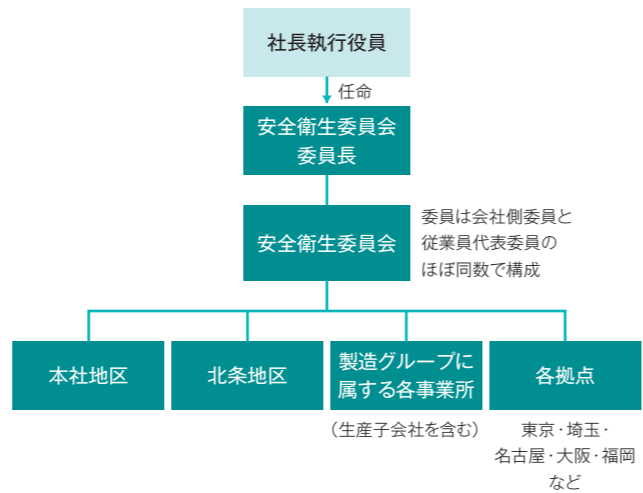 社長執行役員
任命
安全衛生委員会
委員長
安全衛生委員会
委員は会社側委員と
従業員代表委員の
ほぼ同数で構成
本社地区
北条地区
製造グループに
属する各事業所
各拠点
（生産子会社を含む）
東京・埼玉・
名古屋・大阪・福岡
など